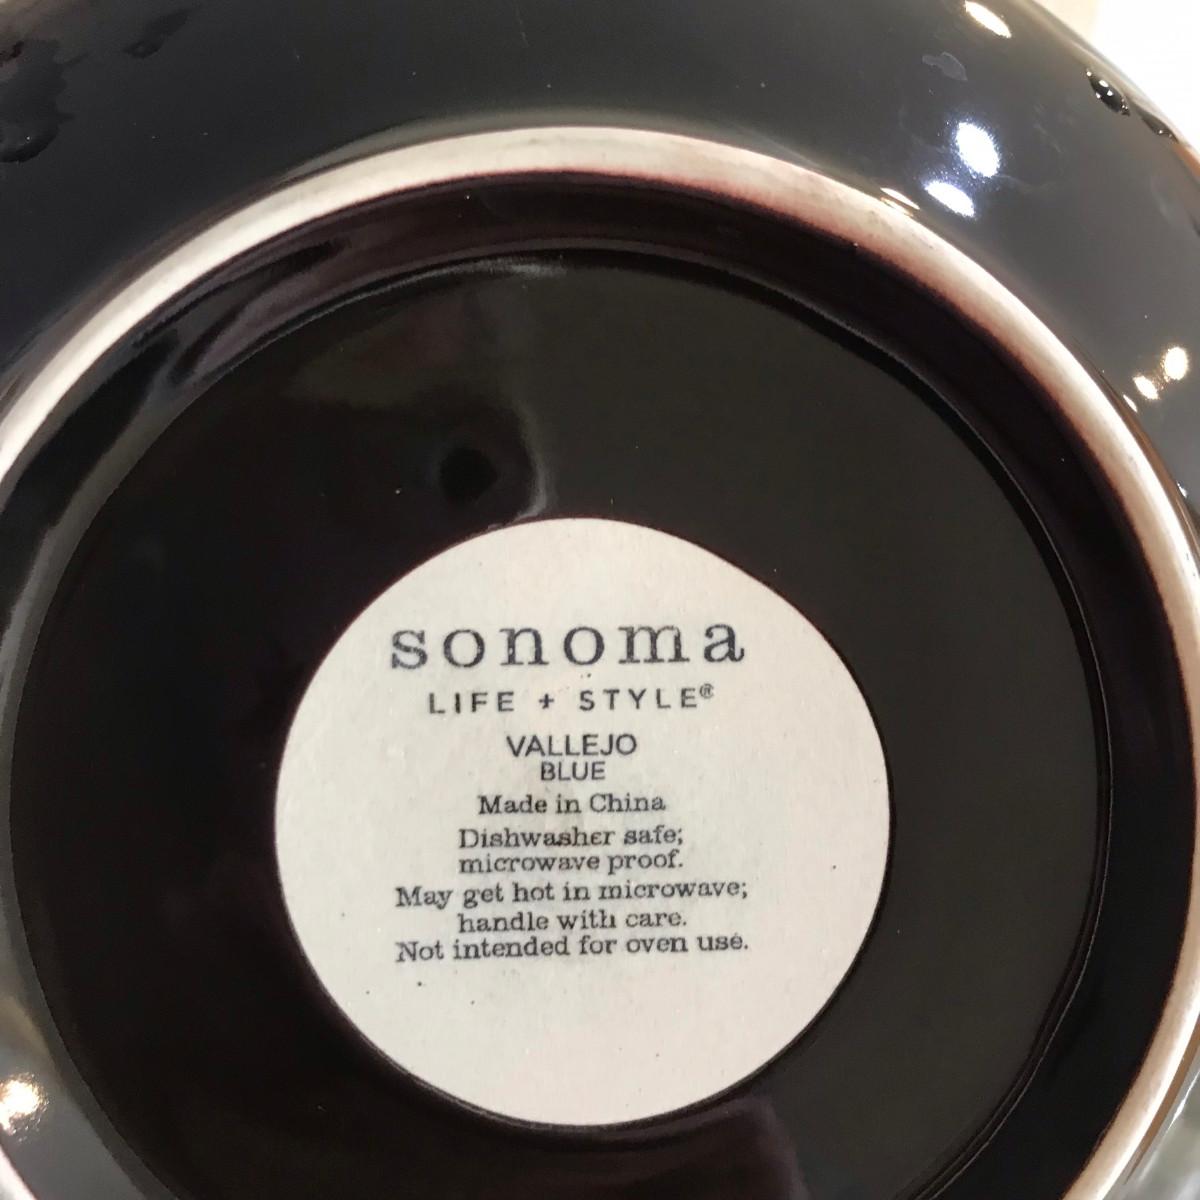 sonoma
LIFE + STYLE®
VALLEJO
BLUE
Made in China
Dishwasher safe;
microwave proof.
May get hot in microwave;
handle with care.
Not intended for oven use.